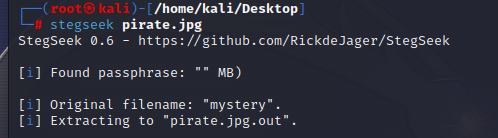 ┌──(root㉿kali)-[/home/kali/Desktop]
└─# stegseek pirate.jpg
StegSeek 0.6 - https://github.com/RickdeJager/StegSeek
[i] Found passphrase: "" MB)
[i] Original filename: "mystery".
[i] Extracting to "pirate.jpg.out".